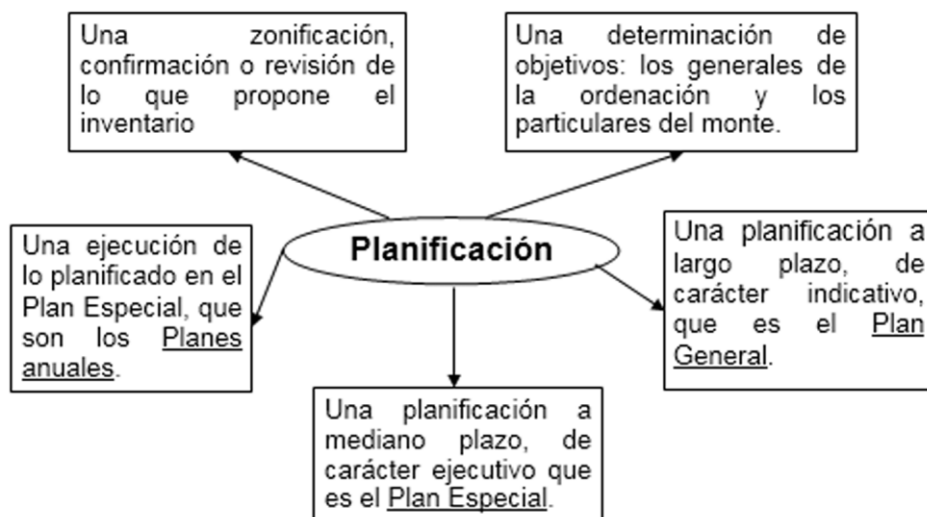 Una zonificación,
confirmación o revisión de
lo que propone el
inventario
Una determinación de
objetivos: los generales de
la ordenación y los
particulares del monte.
Planificación
Una ejecución de
lo planificado en el
Plan Especial, que
son los Planes
anuales.
Una planificación a
largo plazo, de
carácter indicativo,
que es el Plan
General.
Una planificación a
mediano plazo, de
carácter ejecutivo que
es el Plan Especial.